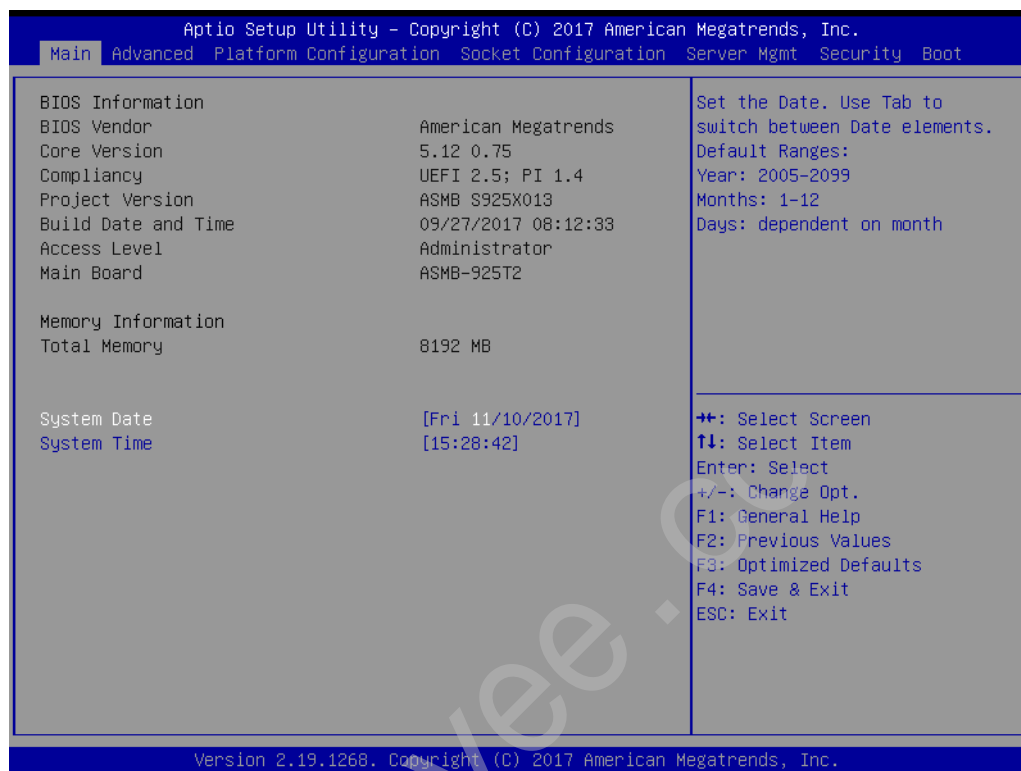 Aptio Setup Utility – Copyright (C) 2017 American Megatrends, Inc.
Main Advanced Platform Configuration Socket Configuration Server Mgmt Security Boot
BIOS Information
BIOS Vendor American Megatrends
Core Version 5.12 0.75
Compliancy UEFI 2.5; PI 1.4
Project Version ASMB S925X013
Build Date and Time 09/27/2017 08:12:33
Access Level Administrator
Main Board ASMB-925T2
Memory Information
Total Memory 8192 MB
System Date [Fri 11/10/2017]
System Time [15:28:42]
Set the Date. Use Tab to
switch between Date elements.
Default Ranges:
Year: 2005-2099
Months: 1-12
Days: dependent on month
→←: Select Screen
↑↓: Select Item
Enter: Select
+/-: Change Opt.
F1: General Help
F2: Previous Values
F3: Optimized Defaults
F4: Save & Exit
ESC: Exit
Version 2.19.1268. Copyright (C) 2017 American Megatrends, Inc.